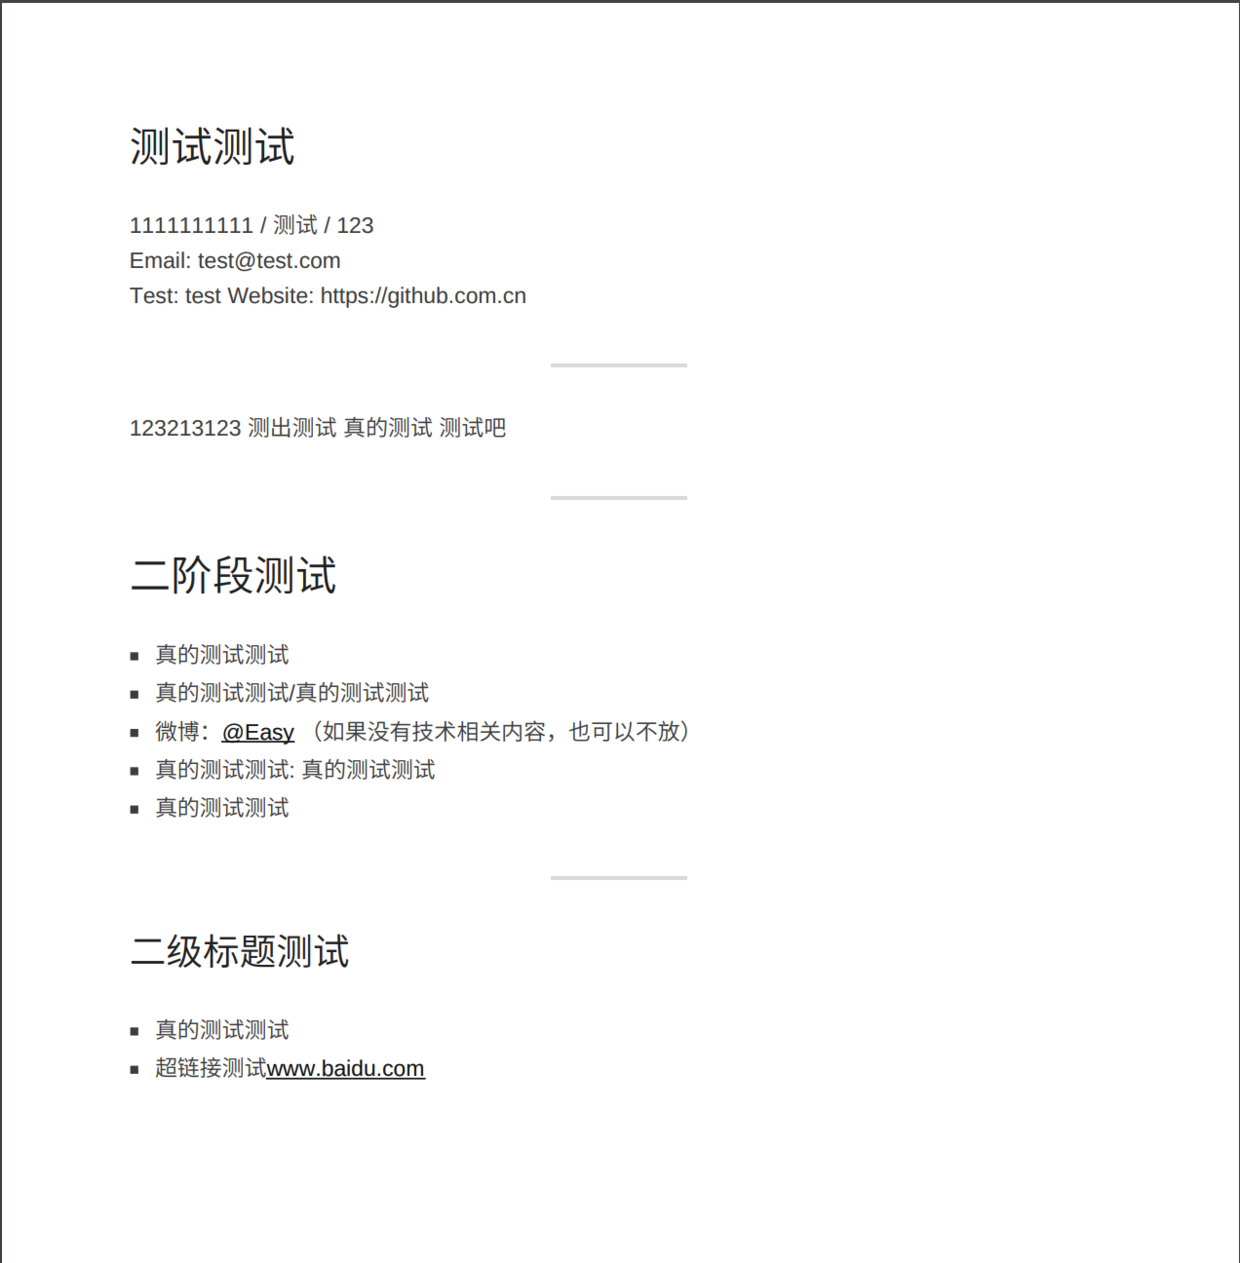 测试测试
1111111111 / 测试 / 123
Email: test@test.com
Test: test Website: https://github.com.cn
123213123 测出测试 真的测试 测试吧
二阶段测试
真的测试测试
真的测试测试/真的测试测试
微博：@Easy （如果没有技术相关内容，也可以不放）
真的测试测试: 真的测试测试
真的测试测试
二级标题测试
真的测试测试
超链接测试www.baidu.com